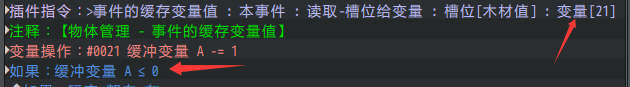 插件指令：>事件的缓存变量值 : 本事件 : 读取-槽位给变量 : 槽位[木材值] : 变量[21]
注释：【物体管理 - 事件的缓存变量值】
变量操作：#0021 缓冲变量 A -= 1
如果：缓冲变量 A ≤ 0